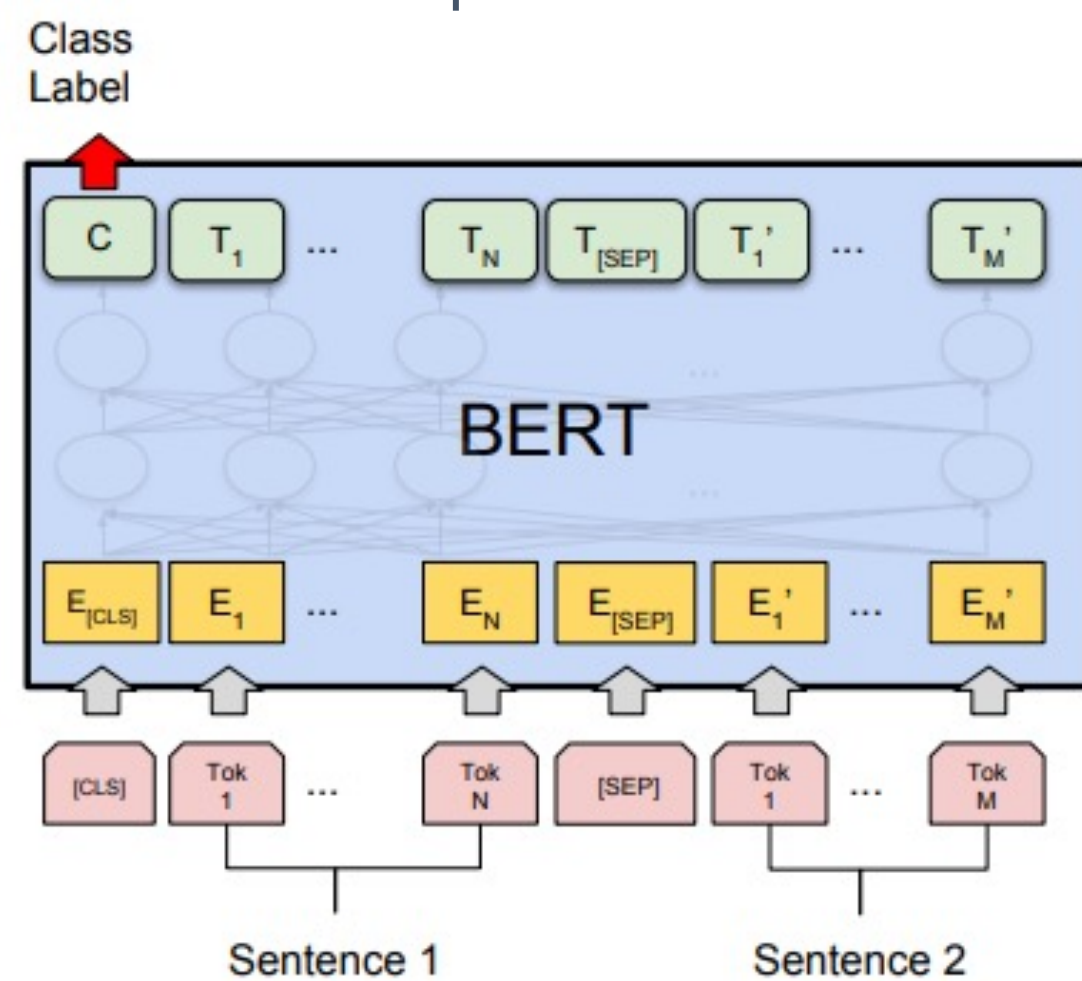 Class
Label
C T1 ... TN T[SEP] T1' ... TM'
...
BERT
...
E[CLS] E1 ... EN E[SEP] E1' ... EM'
[CLS] Tok 1 ... Tok N [SEP] Tok 1 ... Tok M
Sentence 1 Sentence 2